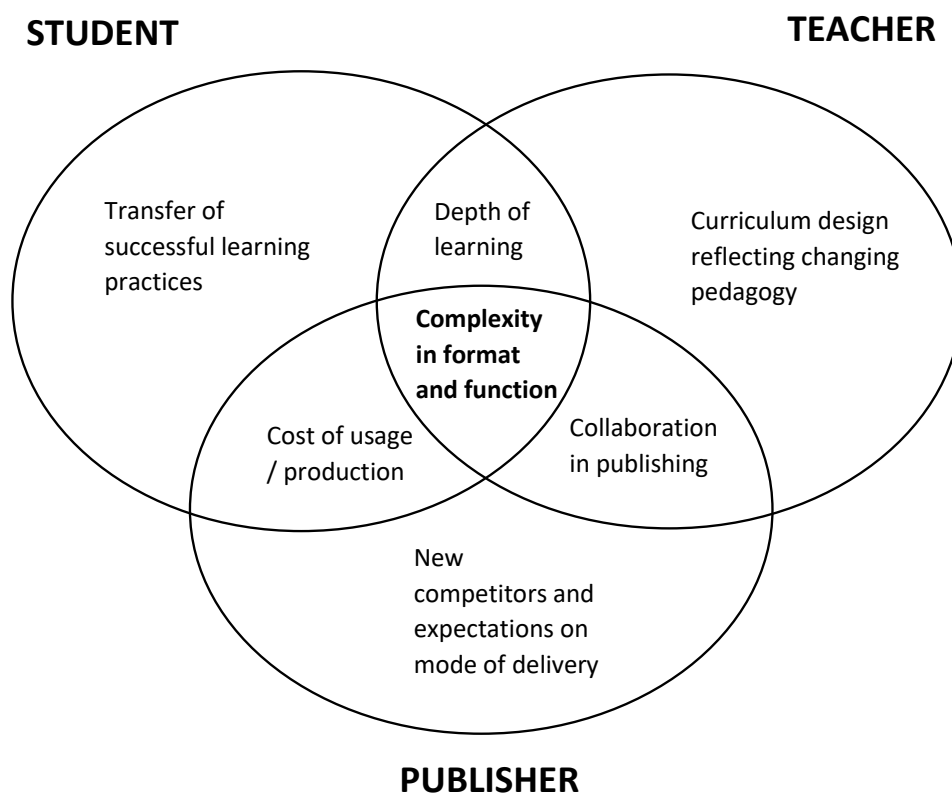 STUDENT
TEACHER
Transfer of
successful learning
practices
Depth of
learning
Curriculum design
reflecting changing
pedagogy
Complexity
in format
and function
Cost of usage
/ production
Collaboration
in publishing
New
competitors and
expectations on
mode of delivery
PUBLISHER